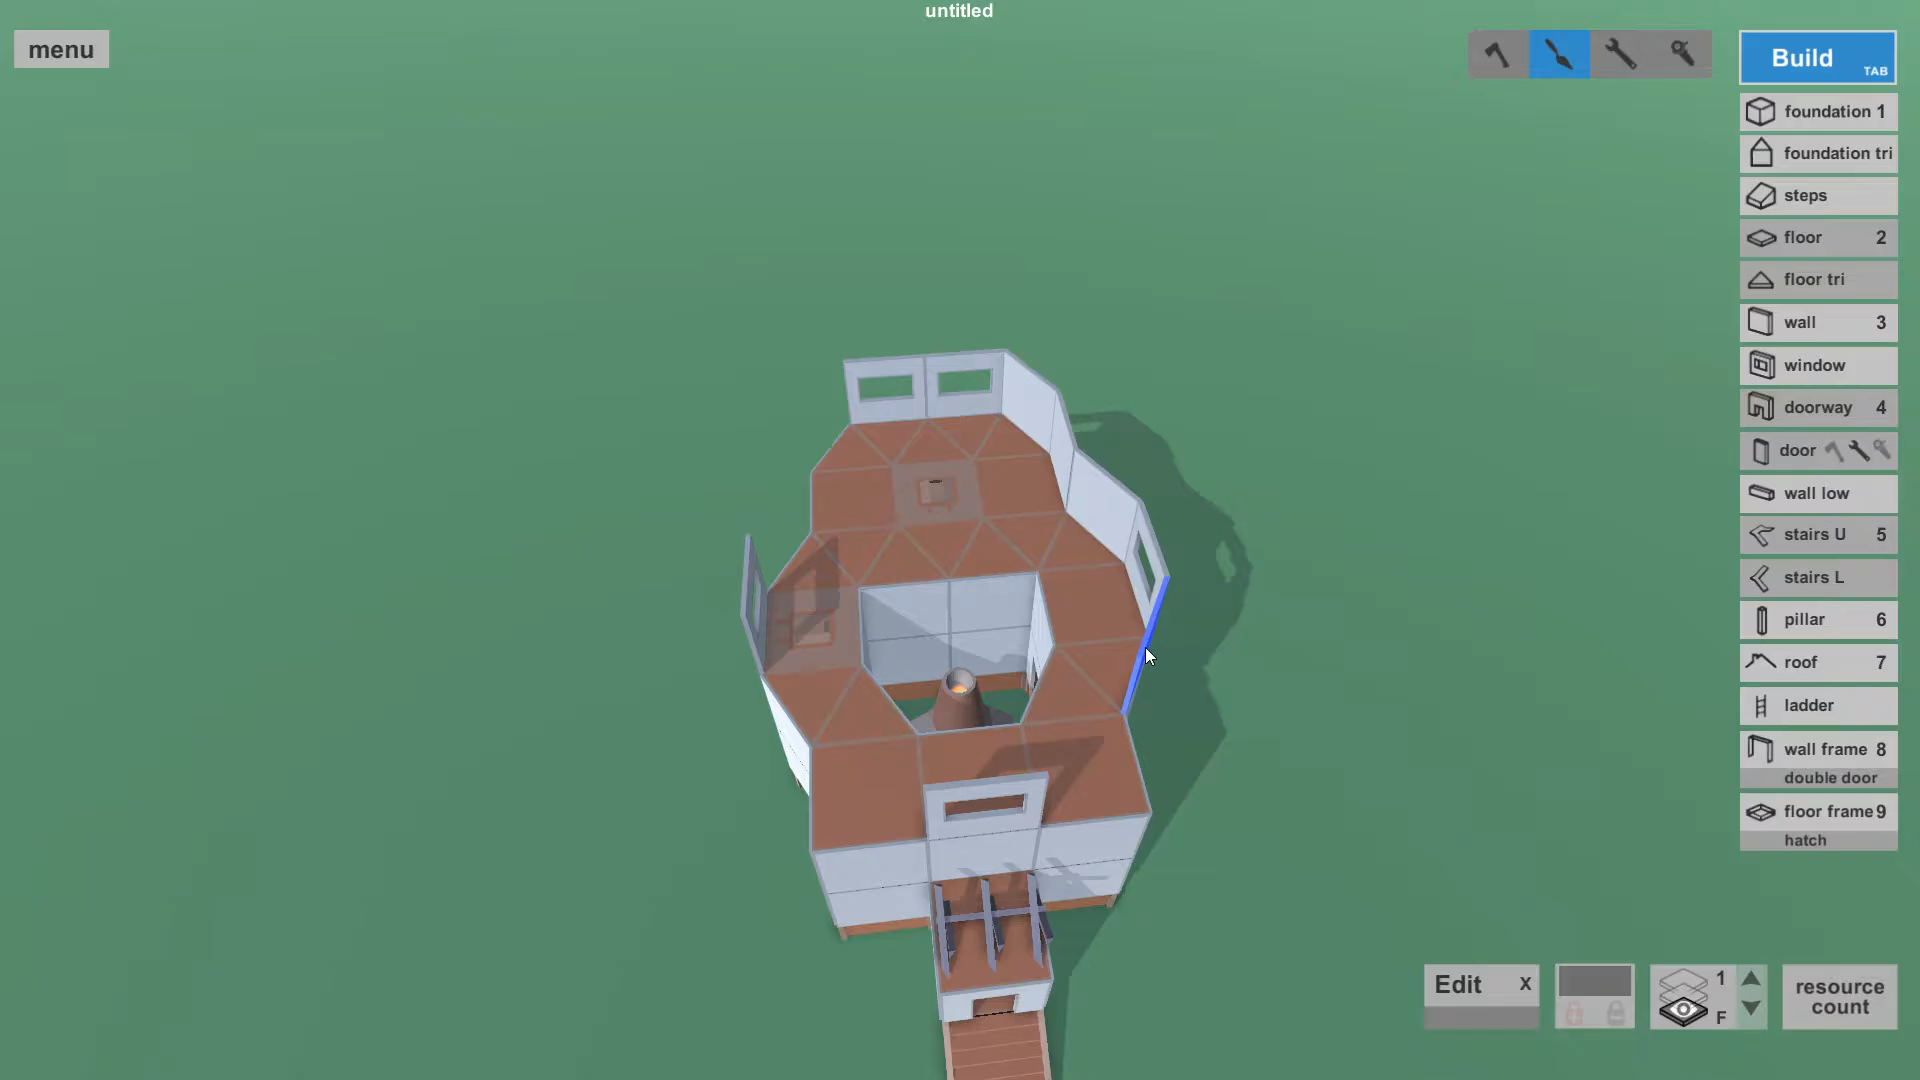 untitled
menu
Build
TAB
foundation 1
foundation tri
steps
floor 2
floor tri
wall 3
window
doorway 4
door
wall low
stairs U 5
stairs L
pillar 6
roof 7
ladder
wall frame 8
double door
floor frame 9
hatch
Edit X
1
F
resource
count